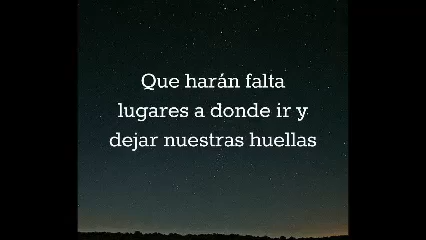 Que harán falta
lugares a donde ir y
dejar nuestras huellas